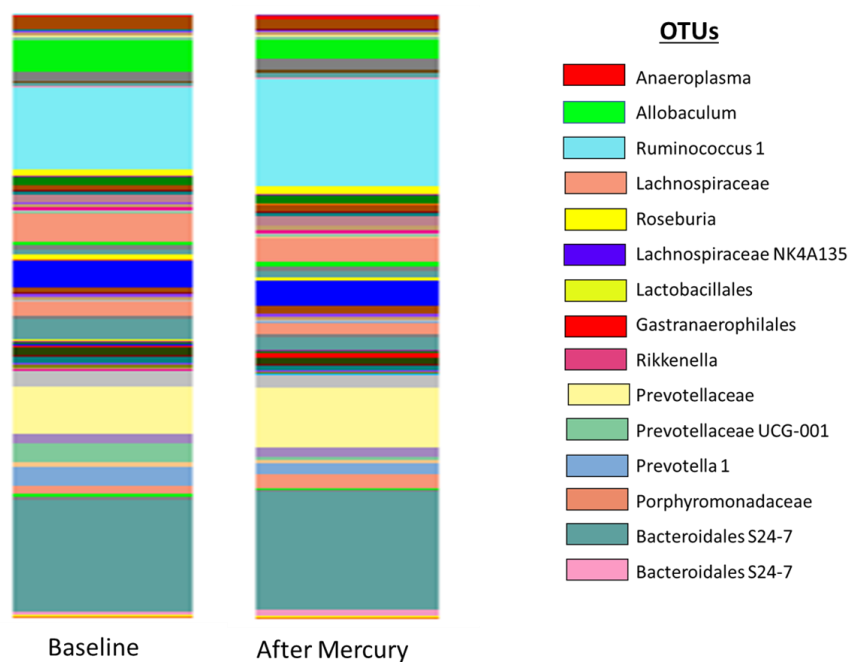 OTUs
Anaeroplasma
Allobaculum
Ruminococcus 1
Lachnospiraceae
Roseburia
Lachnospiraceae NK4A135
Lactobacillales
Gastranaerophilales
Rikkenella
Prevotellaceae
Prevotellaceae UCG-001
Prevotella 1
Porphyromonadaceae
Bacteroidales S24-7
Bacteroidales S24-7
Baseline
After Mercury